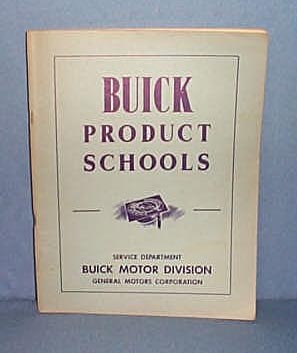 BUICK
PRODUCT
SCHOOLS
SERVICE DEPARTMENT
BUICK MOTOR DIVISION
GENERAL MOTORS CORPORATION